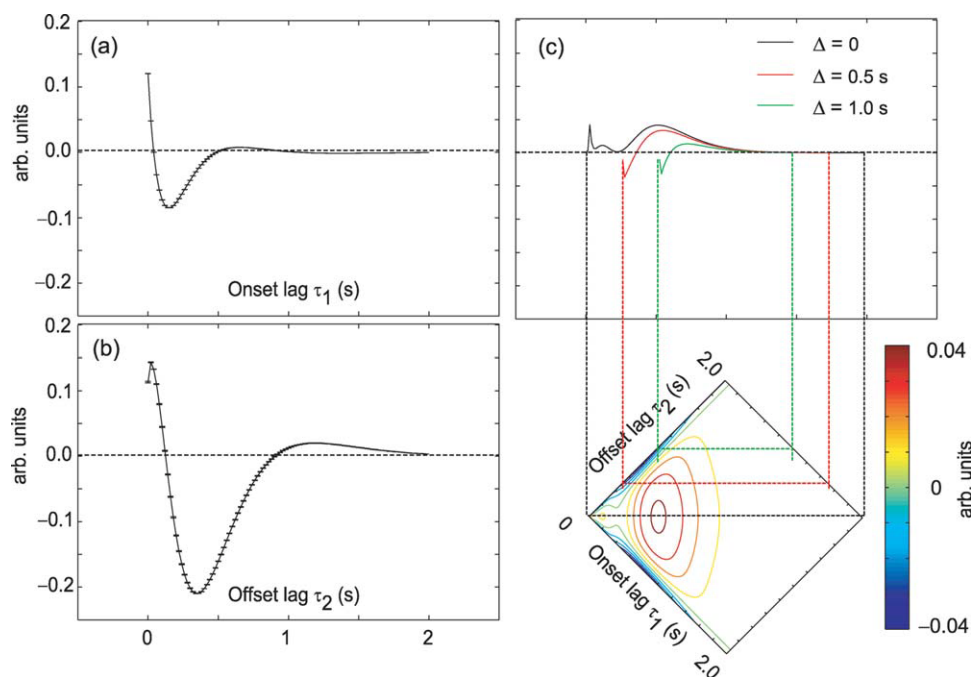 (a)
0.2
0.1
0.0
−0.1
−0.2
arb. units
Onset lag τ1 (s)
(b)
0.2
0.1
0.0
−0.1
−0.2
arb. units
Offset lag τ2 (s)
0
1
2
(c)
Δ = 0
Δ = 0.5 s
Δ = 1.0 s
2.0
Offset lag τ2 (s)
0
Onset lag τ1 (s)
2.0
0.04
0
−0.04
arb. units